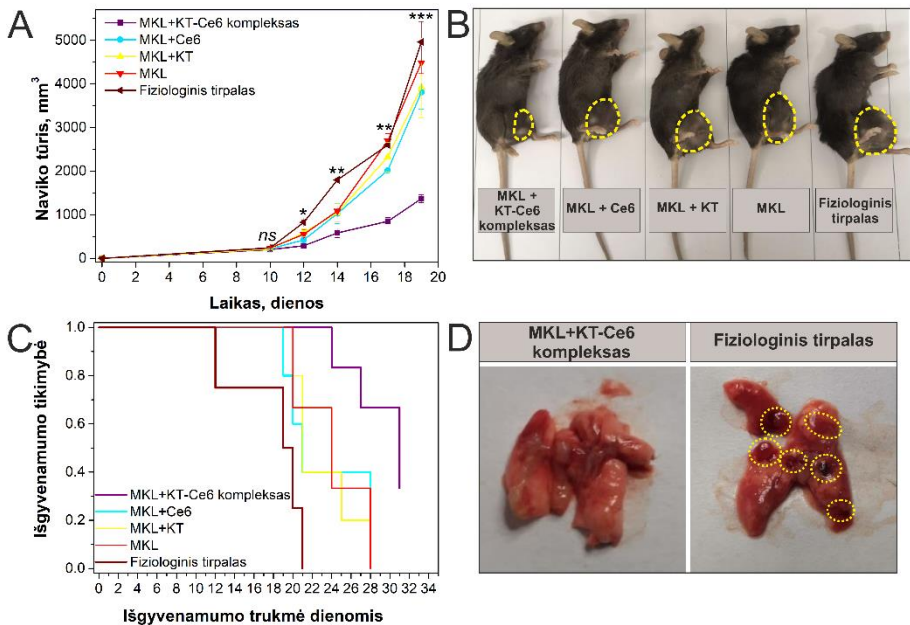 A
Naviko tūris, mm³
5000
4000
3000
2000
1000
0
MKL+KT-Ce6 kompleksas
MKL+Ce6
MKL+KT
MKL
Fiziologinis tirpalas
ns
*
**
**
***
0 2 4 6 8 10 12 14 16 18 20
Laikas, dienos
B
MKL +
KT-Ce6
kompleksas
MKL + Ce6
MKL + KT
MKL
Fiziologinis
tirpalas
C
Išgyvenamumo tikimybė
1.0
0.8
0.6
0.4
0.2
0.0
MKL+KT-Ce6 kompleksas
MKL+Ce6
MKL+KT
MKL
Fiziologinis tirpalas
0 2 4 6 8 10 12 14 16 18 20 22 24 26 28 30 32 34
Išgyvenamumo trukmė dienomis
D
MKL+KT-Ce6
kompleksas
Fiziologinis tirpalas